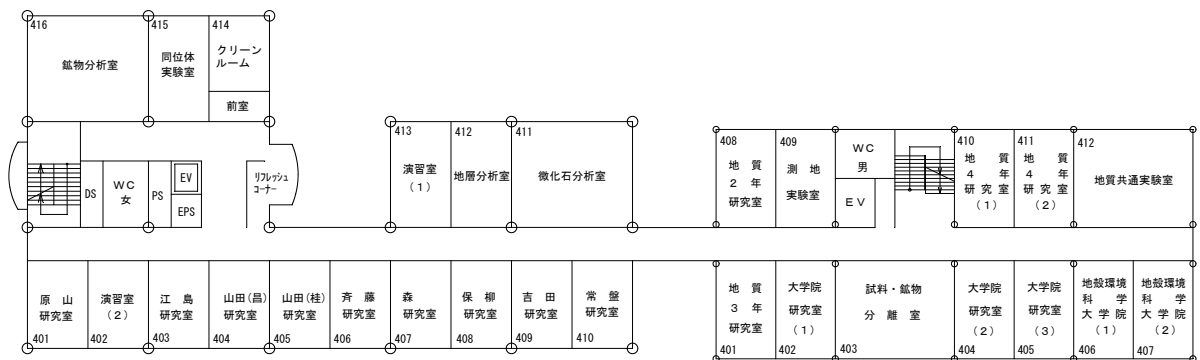 416
鉱物分析室
415
同位体
実験室
414
クリーン
ルーム
前室
413
演習室
(1)
412
地層分析室
411
微化石分析室
408
地質
2年
研究室
409
測地
実験室
WC
男
EV
410
地質
4年
研究室
(1)
411
地質
4年
研究室
(2)
412
地質共通実験室
DS
WC
女
PS
EV
EPS
リフレッシュ
コーナー
原山
研究室
401
演習室
(2)
402
江島
研究室
403
山田(昌)
研究室
404
山田(桂)
研究室
405
斉藤
研究室
406
森
研究室
407
保柳
研究室
408
吉田
研究室
409
常盤
研究室
410
地質
3年
研究室
401
大学院
研究室
(1)
402
試料・鉱物
分離室
403
大学院
研究室
(2)
404
大学院
研究室
(3)
405
地殻環境
科学
大学院
(1)
406
地殻環境
科学
大学院
(2)
407